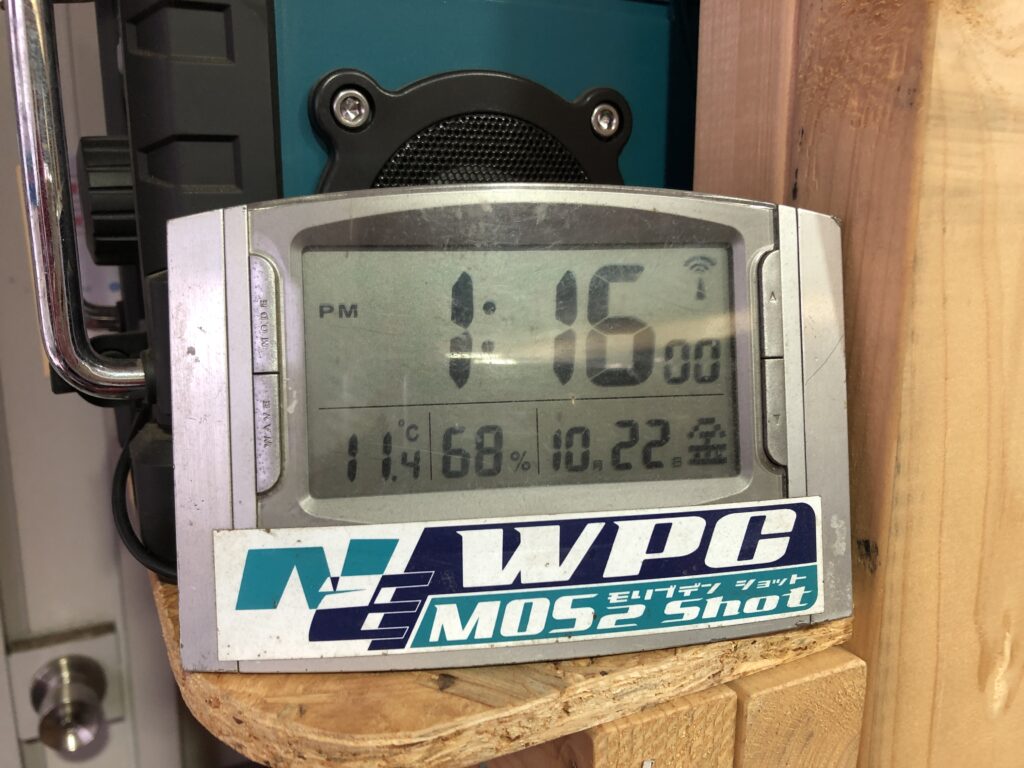 PM 1:16 00
11.4 °C 68% 10月 22日 金
MODE
WAVE
NE WPC
モリブデン ショット
MOS2 Shot